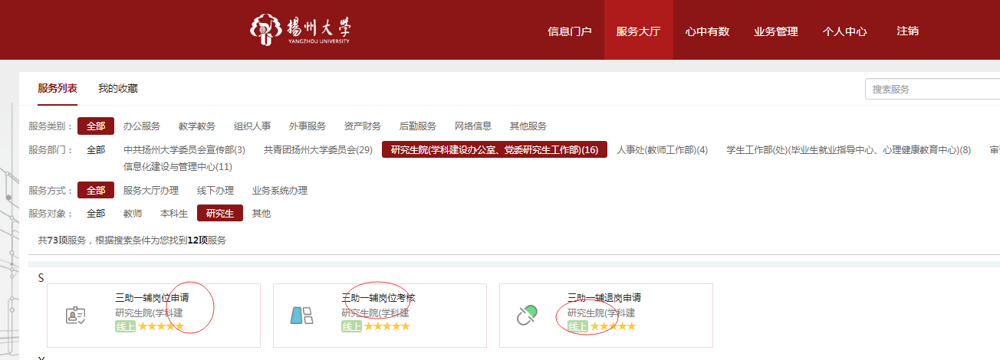 揚州大学
YANGZHOU UNIVERSITY
信息门户 服务大厅 心中有数 业务管理 个人中心 注销
服务列表 我的收藏 搜索服务
服务类别： 全部 办公服务 教学教务 组织人事 外事服务 资产财务 后勤服务 网络信息 其他服务
服务部门： 全部 中共扬州大学委员会宣传部(3) 共青团扬州大学委员会(29) 研究生院(学科建设办公室、党委研究生工作部)(16) 人事处(教师工作部)(4) 学生工作部(处)(毕业生就业指导中心、心理健康教育中心)(8) 审
信息化建设与管理中心(11)
服务方式： 全部 服务大厅办理 线下办理 业务系统办理
服务对象： 全部 教师 本科生 研究生 其他
共73项服务，根据搜索条件为您找到12项服务
S
三助一辅岗位申请 三助一辅岗位考核 三助一辅退岗申请
研究生院(学科建 研究生院(学科建 研究生院(学科建
线上 线上 线上